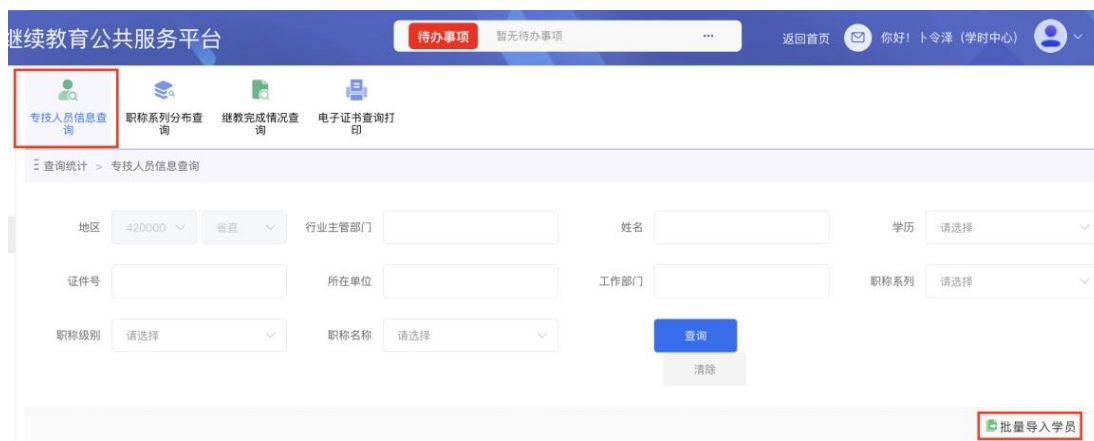 继续教育公共服务平台
待办事项 暂无待办事项 ··· 返回首页 你好！卜令泽（学时中心）
专技人员信息查询
职称系列分布查询
继教完成情况查询
电子证书查询打印
查询统计 > 专技人员信息查询
地区 420000 省直 行业主管部门 姓名 学历 请选择
证件号 所在单位 工作部门 职称系列 请选择
职称级别 请选择 职称名称 请选择 查询
清除
批量导入学员